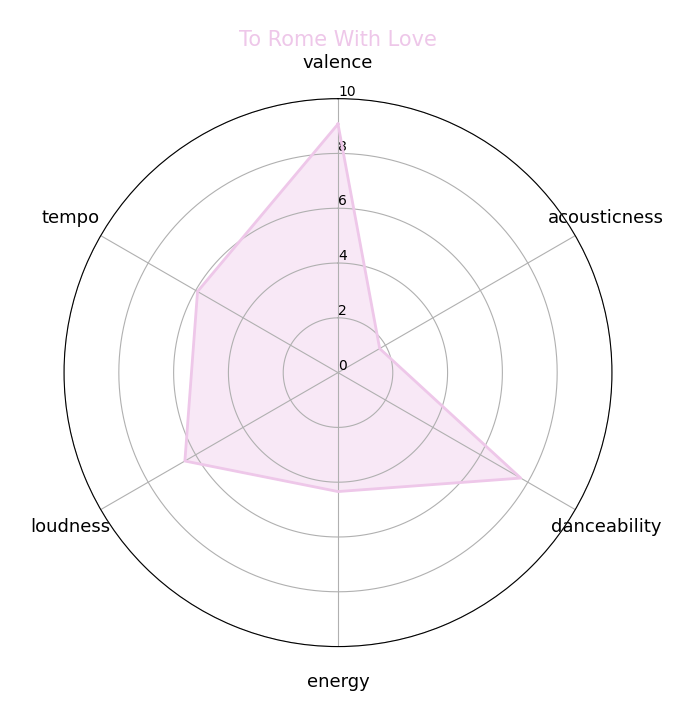 To Rome With Love
valence
10
8
6
4
2
0
tempo
acousticness
loudness
danceability
energy